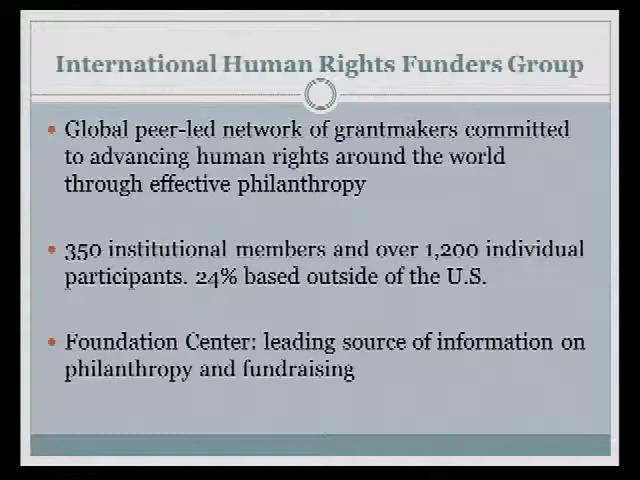 International Human Rights Funders Group
• Global peer-led network of grantmakers committed
to advancing human rights around the world
through effective philanthropy
• 350 institutional members and over 1,200 individual
participants. 24% based outside of the U.S.
• Foundation Center: leading source of information on
philanthropy and fundraising